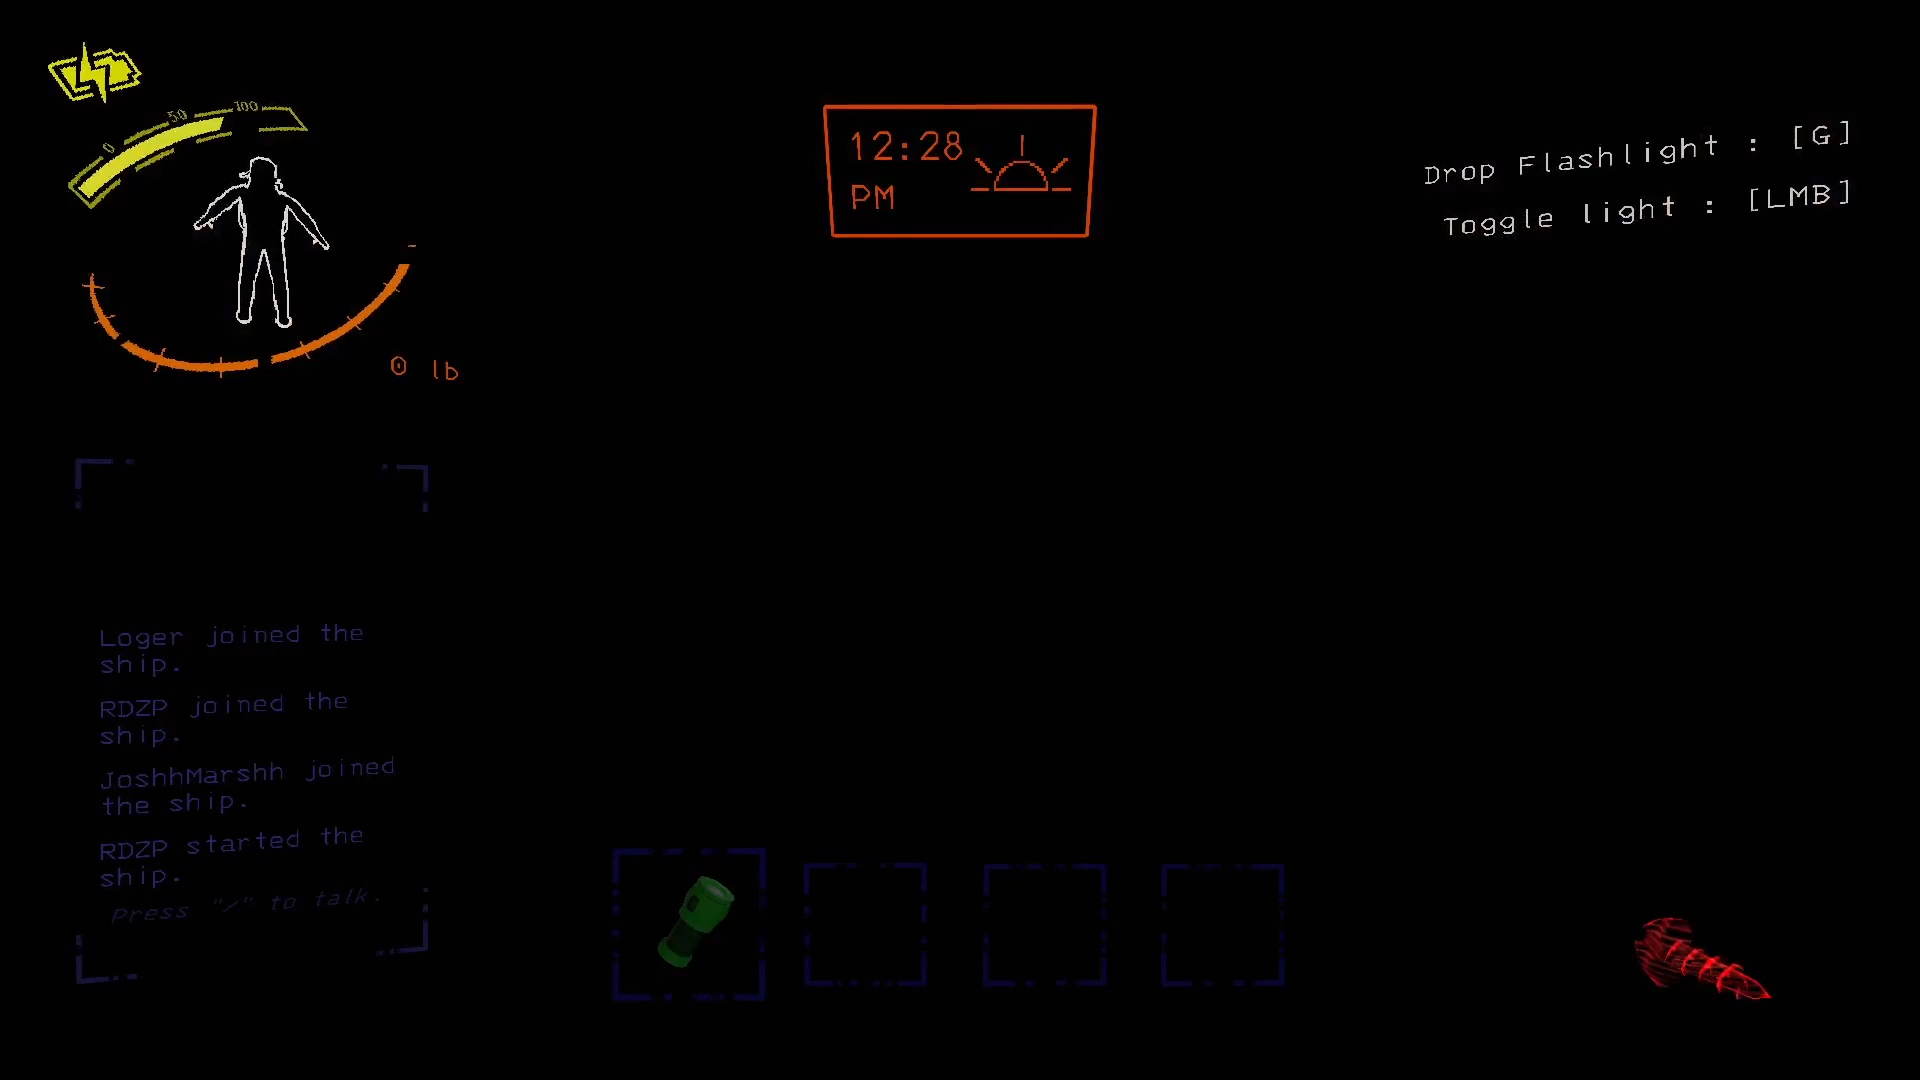 0 50 100
12:28
PM
Drop Flashlight : [G]
Toggle light : [LMB]
0 lb
Loger joined the
ship.
RDZP joined the
ship.
JoshhMarshh joined
the ship.
RDZP started the
ship.
Press "/" to talk.